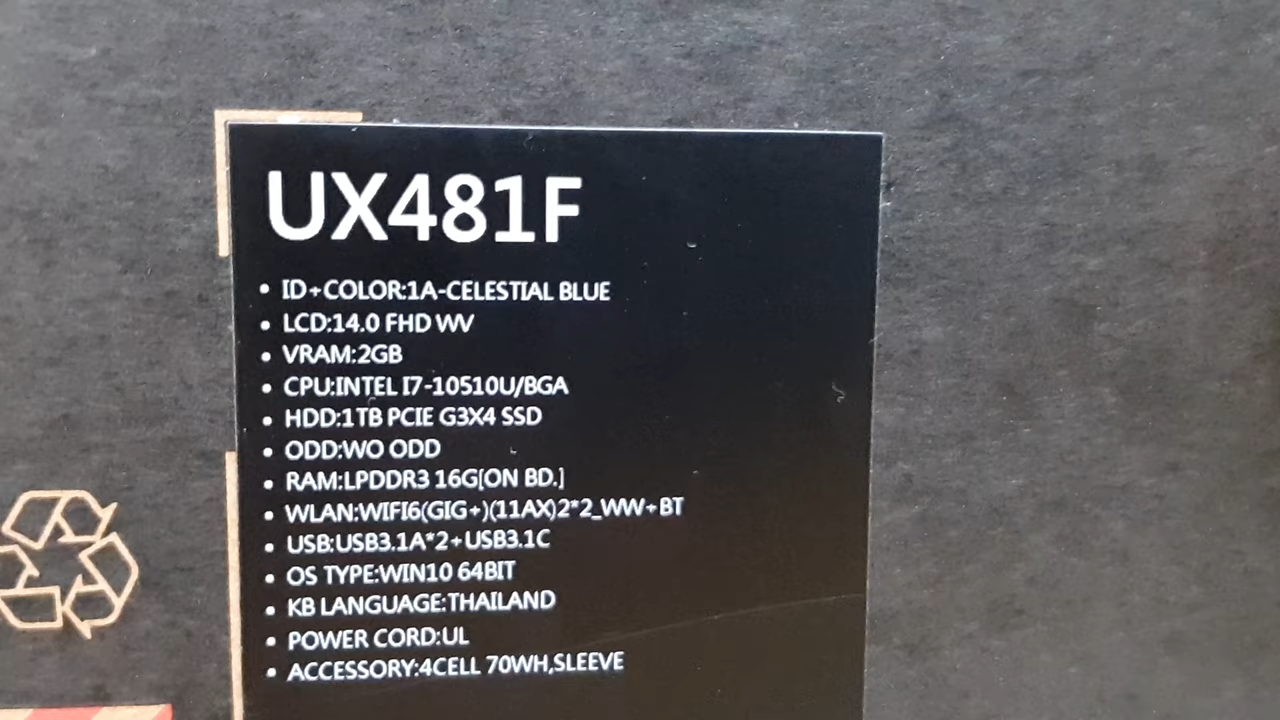 UX481F
• ID+COLOR:1A-CELESTIAL BLUE
• LCD:14.0 FHD WV
• VRAM:2GB
• CPU:INTEL I7-10510U/BGA
• HDD:1TB PCIE G3X4 SSD
• ODD:WO ODD
• RAM:LPDDR3 16G[ON BD.]
• WLAN:WIFI6(GIG+)(11AX)2*2_WW+BT
• USB:USB3.1A*2+USB3.1C
• OS TYPE:WIN10 64BIT
• KB LANGUAGE:THAILAND
• POWER CORD:UL
• ACCESSORY:4CELL 70WH,SLEEVE